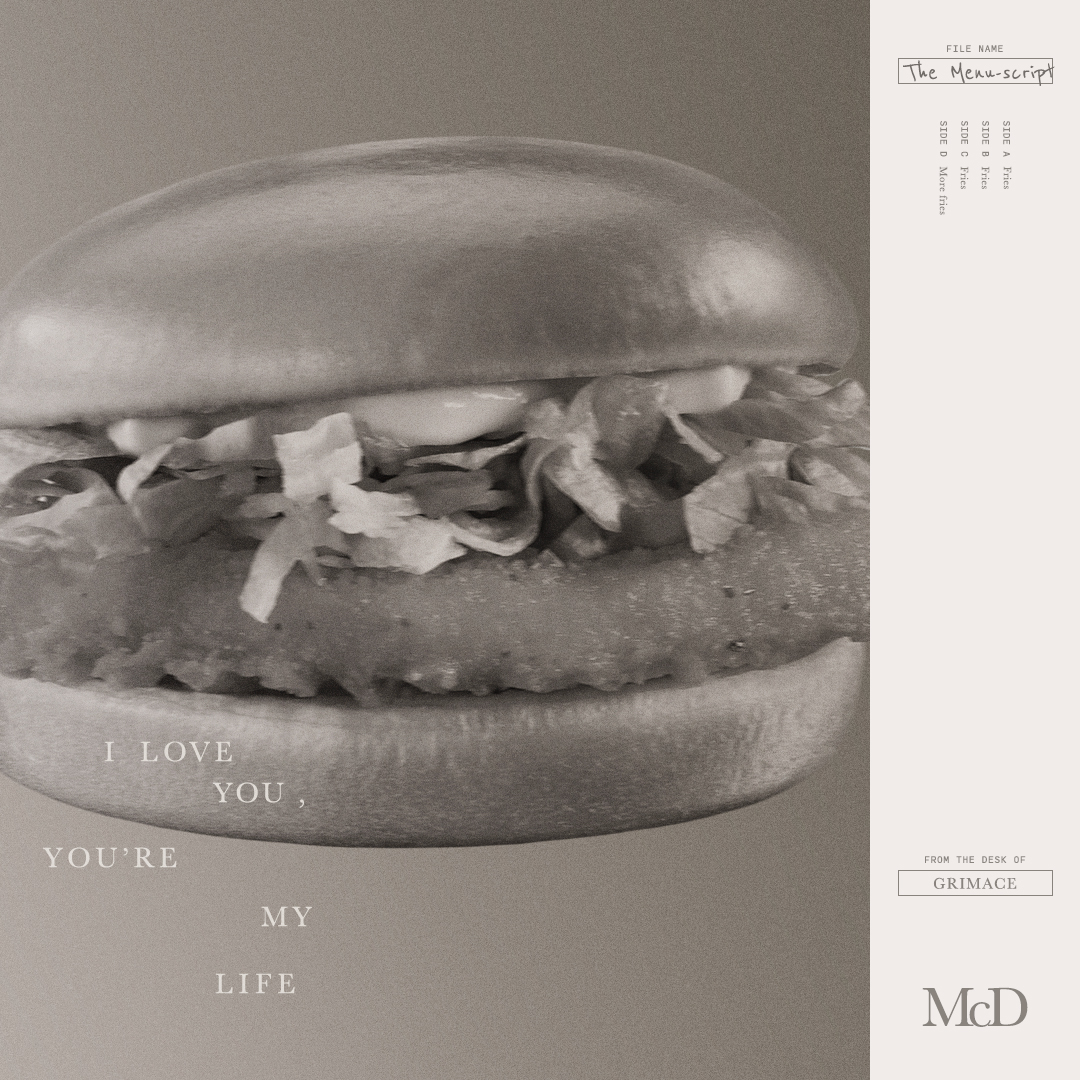 I LOVE
YOU ,
YOU’RE
MY
LIFE
FILE NAME
The Menu-script
SIDE A Fries
SIDE B Fries
SIDE C Fries
SIDE D More fries
FROM THE DESK OF
GRIMACE
McD